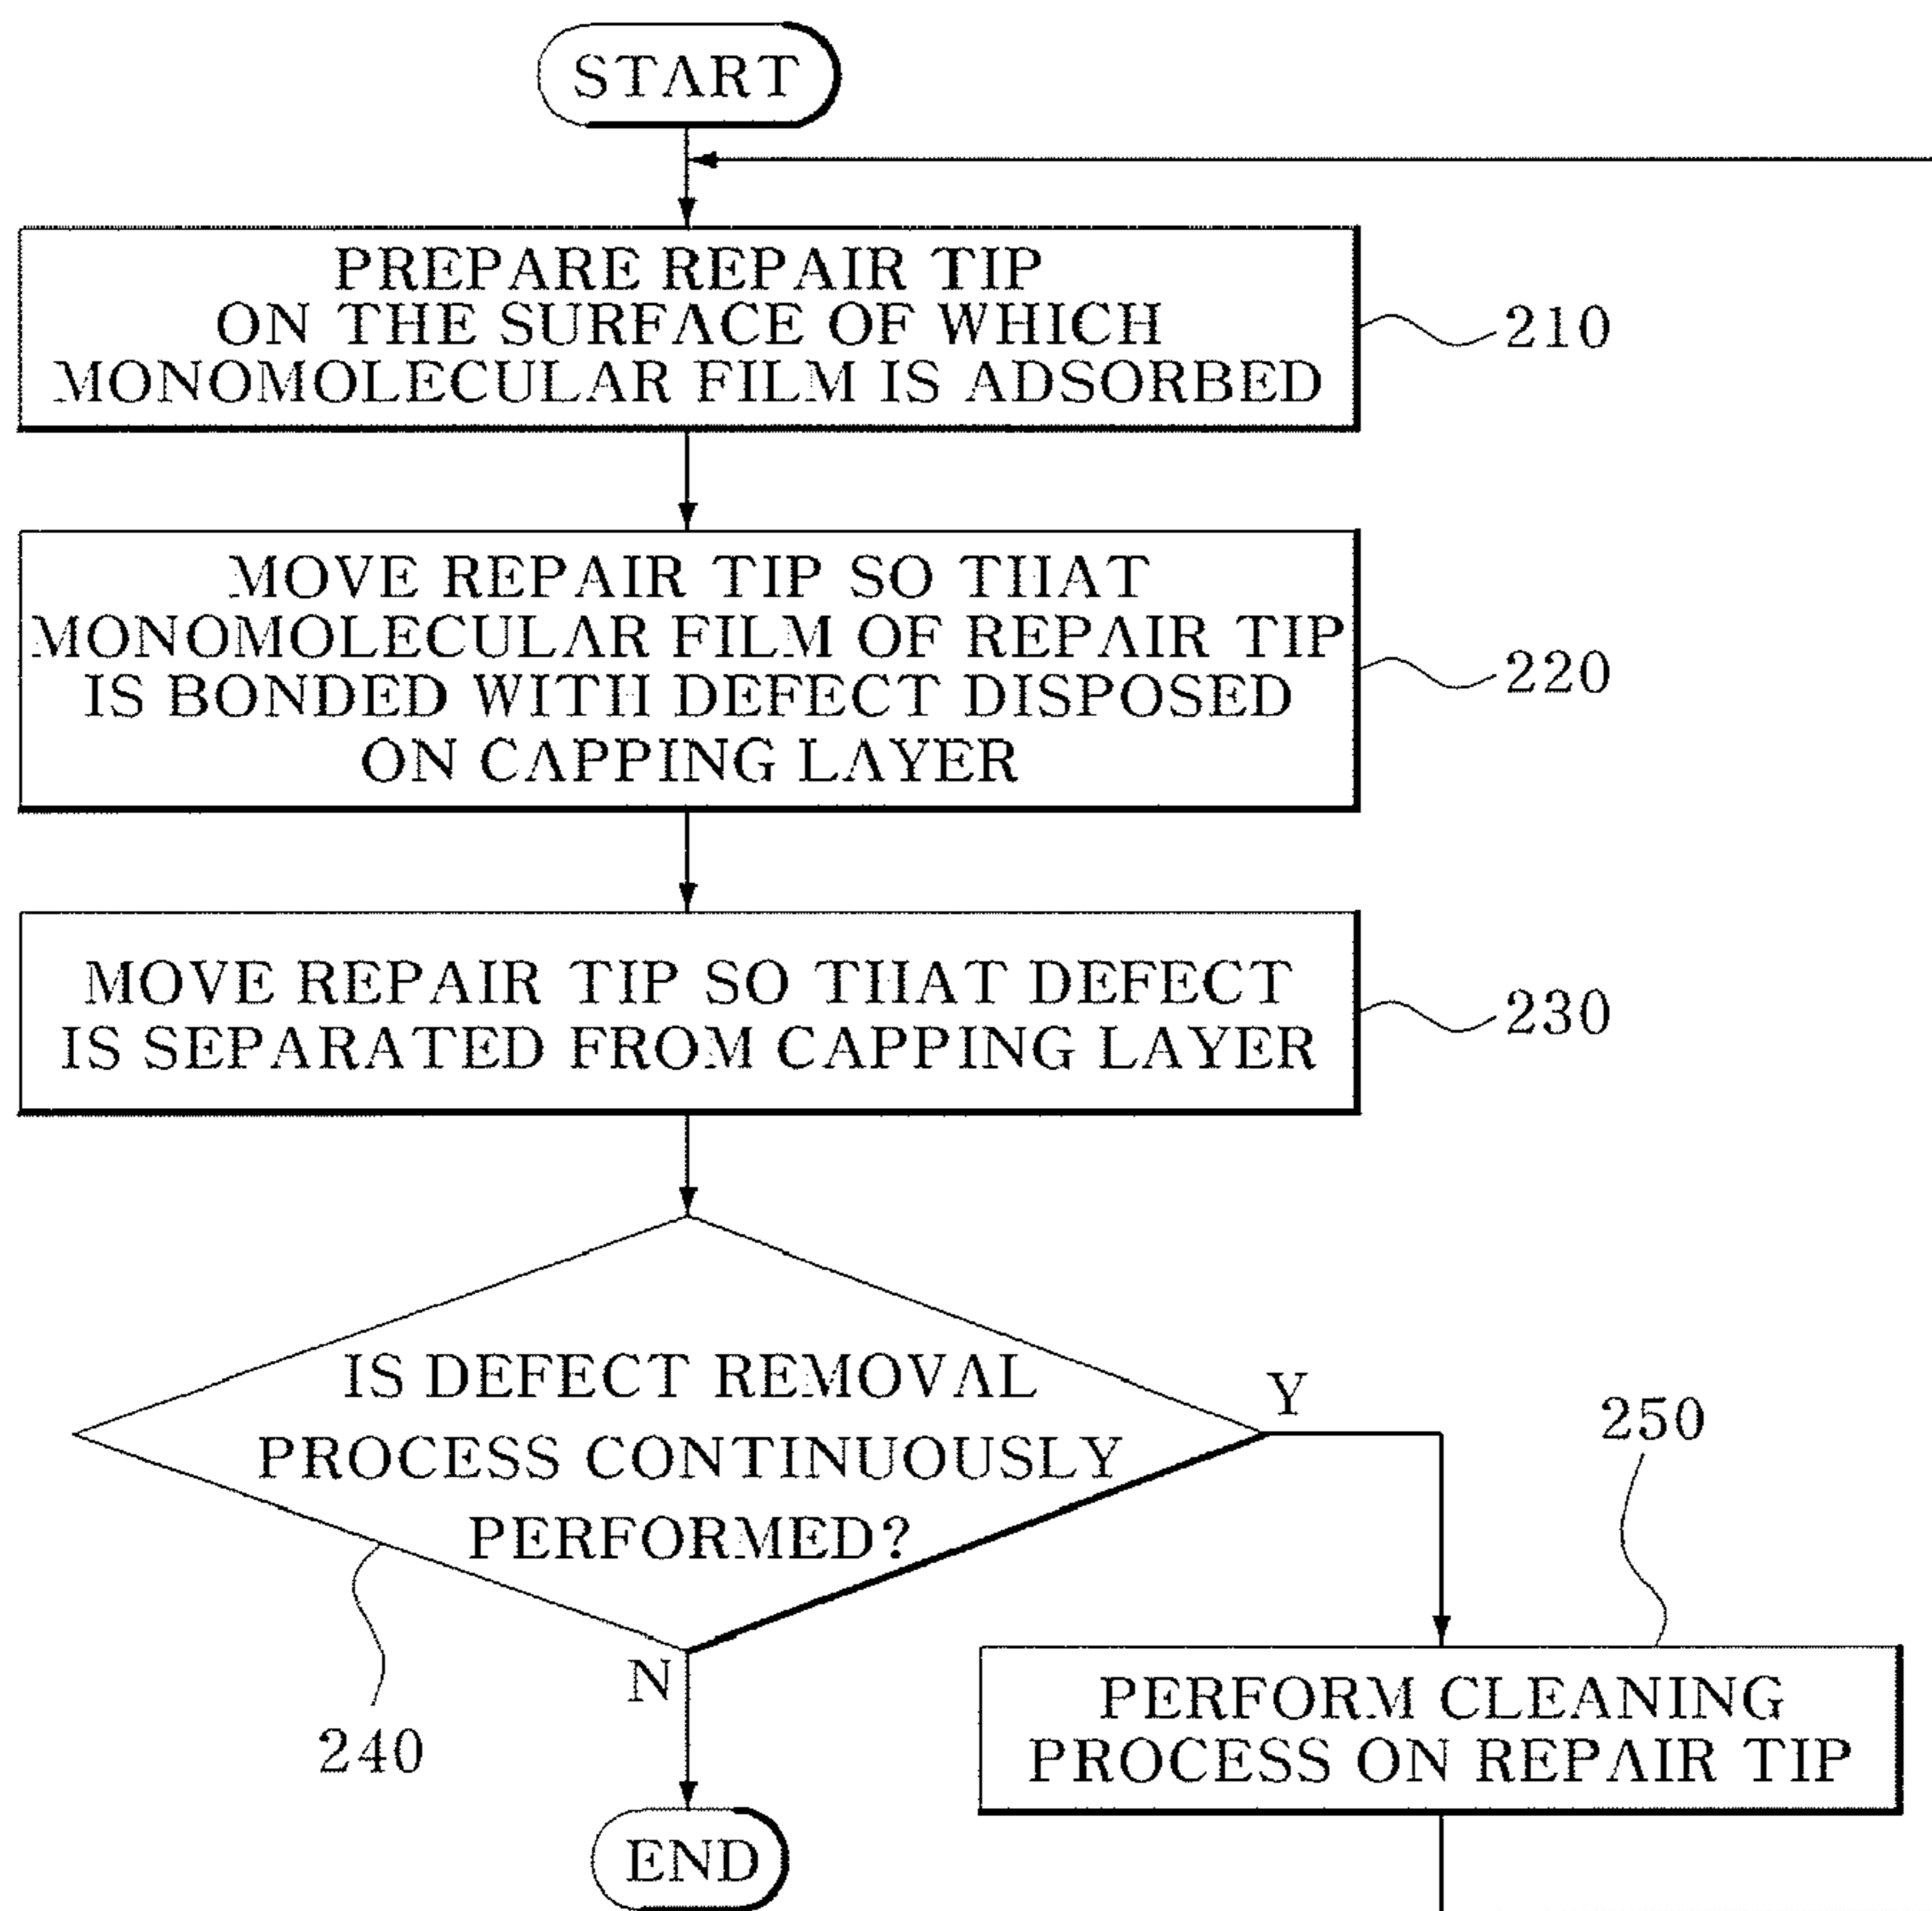 START
PREPARE REPAIR TIP
ON THE SURFACE OF WHICH
MONOMOLECULAR FILM IS ADSORBED
210
MOVE REPAIR TIP SO THAT
MONOMOLECULAR FILM OF REPAIR TIP
IS BONDED WITH DEFECT DISPOSED
ON CAPPING LAYER
220
MOVE REPAIR TIP SO THAT DEFECT
IS SEPARATED FROM CAPPING LAYER
230
IS DEFECT REMOVAL
PROCESS CONTINUOUSLY
PERFORMED?
Y
250
N
240
PERFORM CLEANING
PROCESS ON REPAIR TIP
END